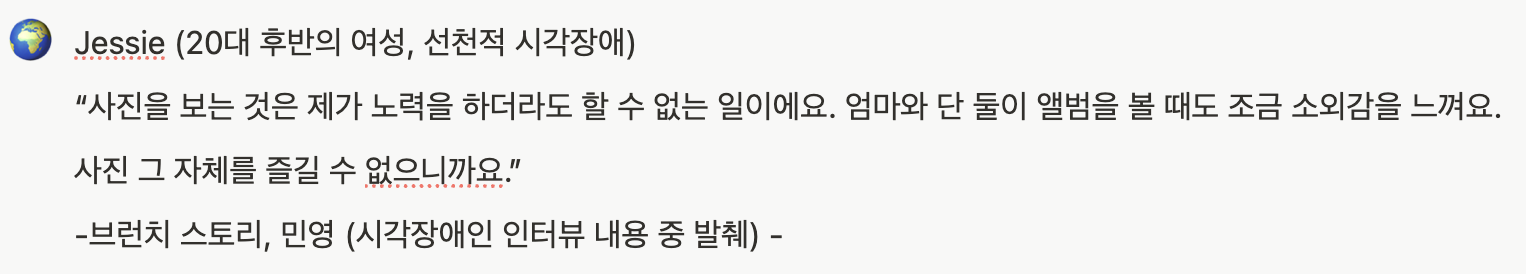 Jessie (20대 후반의 여성, 선천적 시각장애)
“사진을 보는 것은 제가 노력을 하더라도 할 수 없는 일이에요. 엄마와 단 둘이 앨범을 볼 때도 조금 소외감을 느껴요.
사진 그 자체를 즐길 수 없으니까요.”
-브런치 스토리, 민영 (시각장애인 인터뷰 내용 중 발췌) -